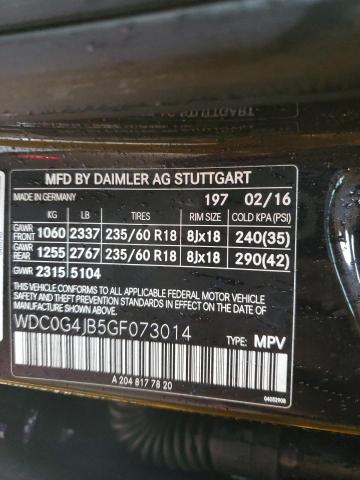 MFD BY DAIMLER AG STUTTGART
MADE IN GERMANY 197 02/16
KG LB TIRES RIM SIZE COLD KPA(PSI)
GAWR FRONT 1060 2337 235/60 R18 8Jx18 240(35)
GAWR REAR 1255 2767 235/60 R18 8Jx18 290(42)
GVWR 2315 5104
THIS VEHICLE CONFORMS TO ALL APPLICABLE
U.S. FEDERAL MOTOR VEHICLE SAFETY
STANDARDS IN EFFECT ON THE DATE OF
MANUFACTURE SHOWN ABOVE
WDC0G4JB5GF073014 TYPE: MPV
A 204 817 78 20